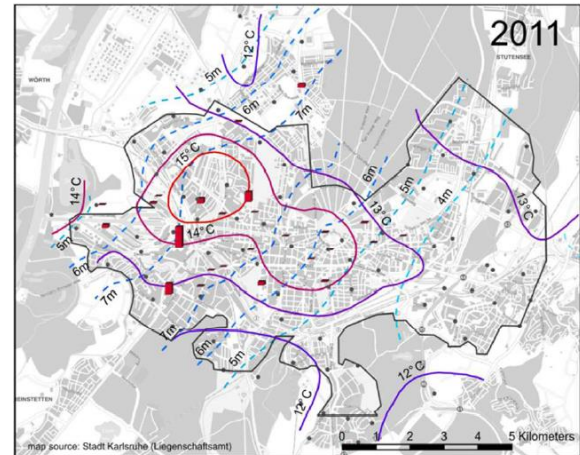 2011
12°C
STUTENSEE
5m
6m
7m
WÖRTH
15°C
6m
5m
4m
14°C
13°C
13°C
14°C
5m
6m
7m
7m
6m
5m
12°C
12°C
EINSTETTEN
map source: Stadt Karlsruhe (Liegenschaftsamt)
0 1 2 3 4 5 Kilometers